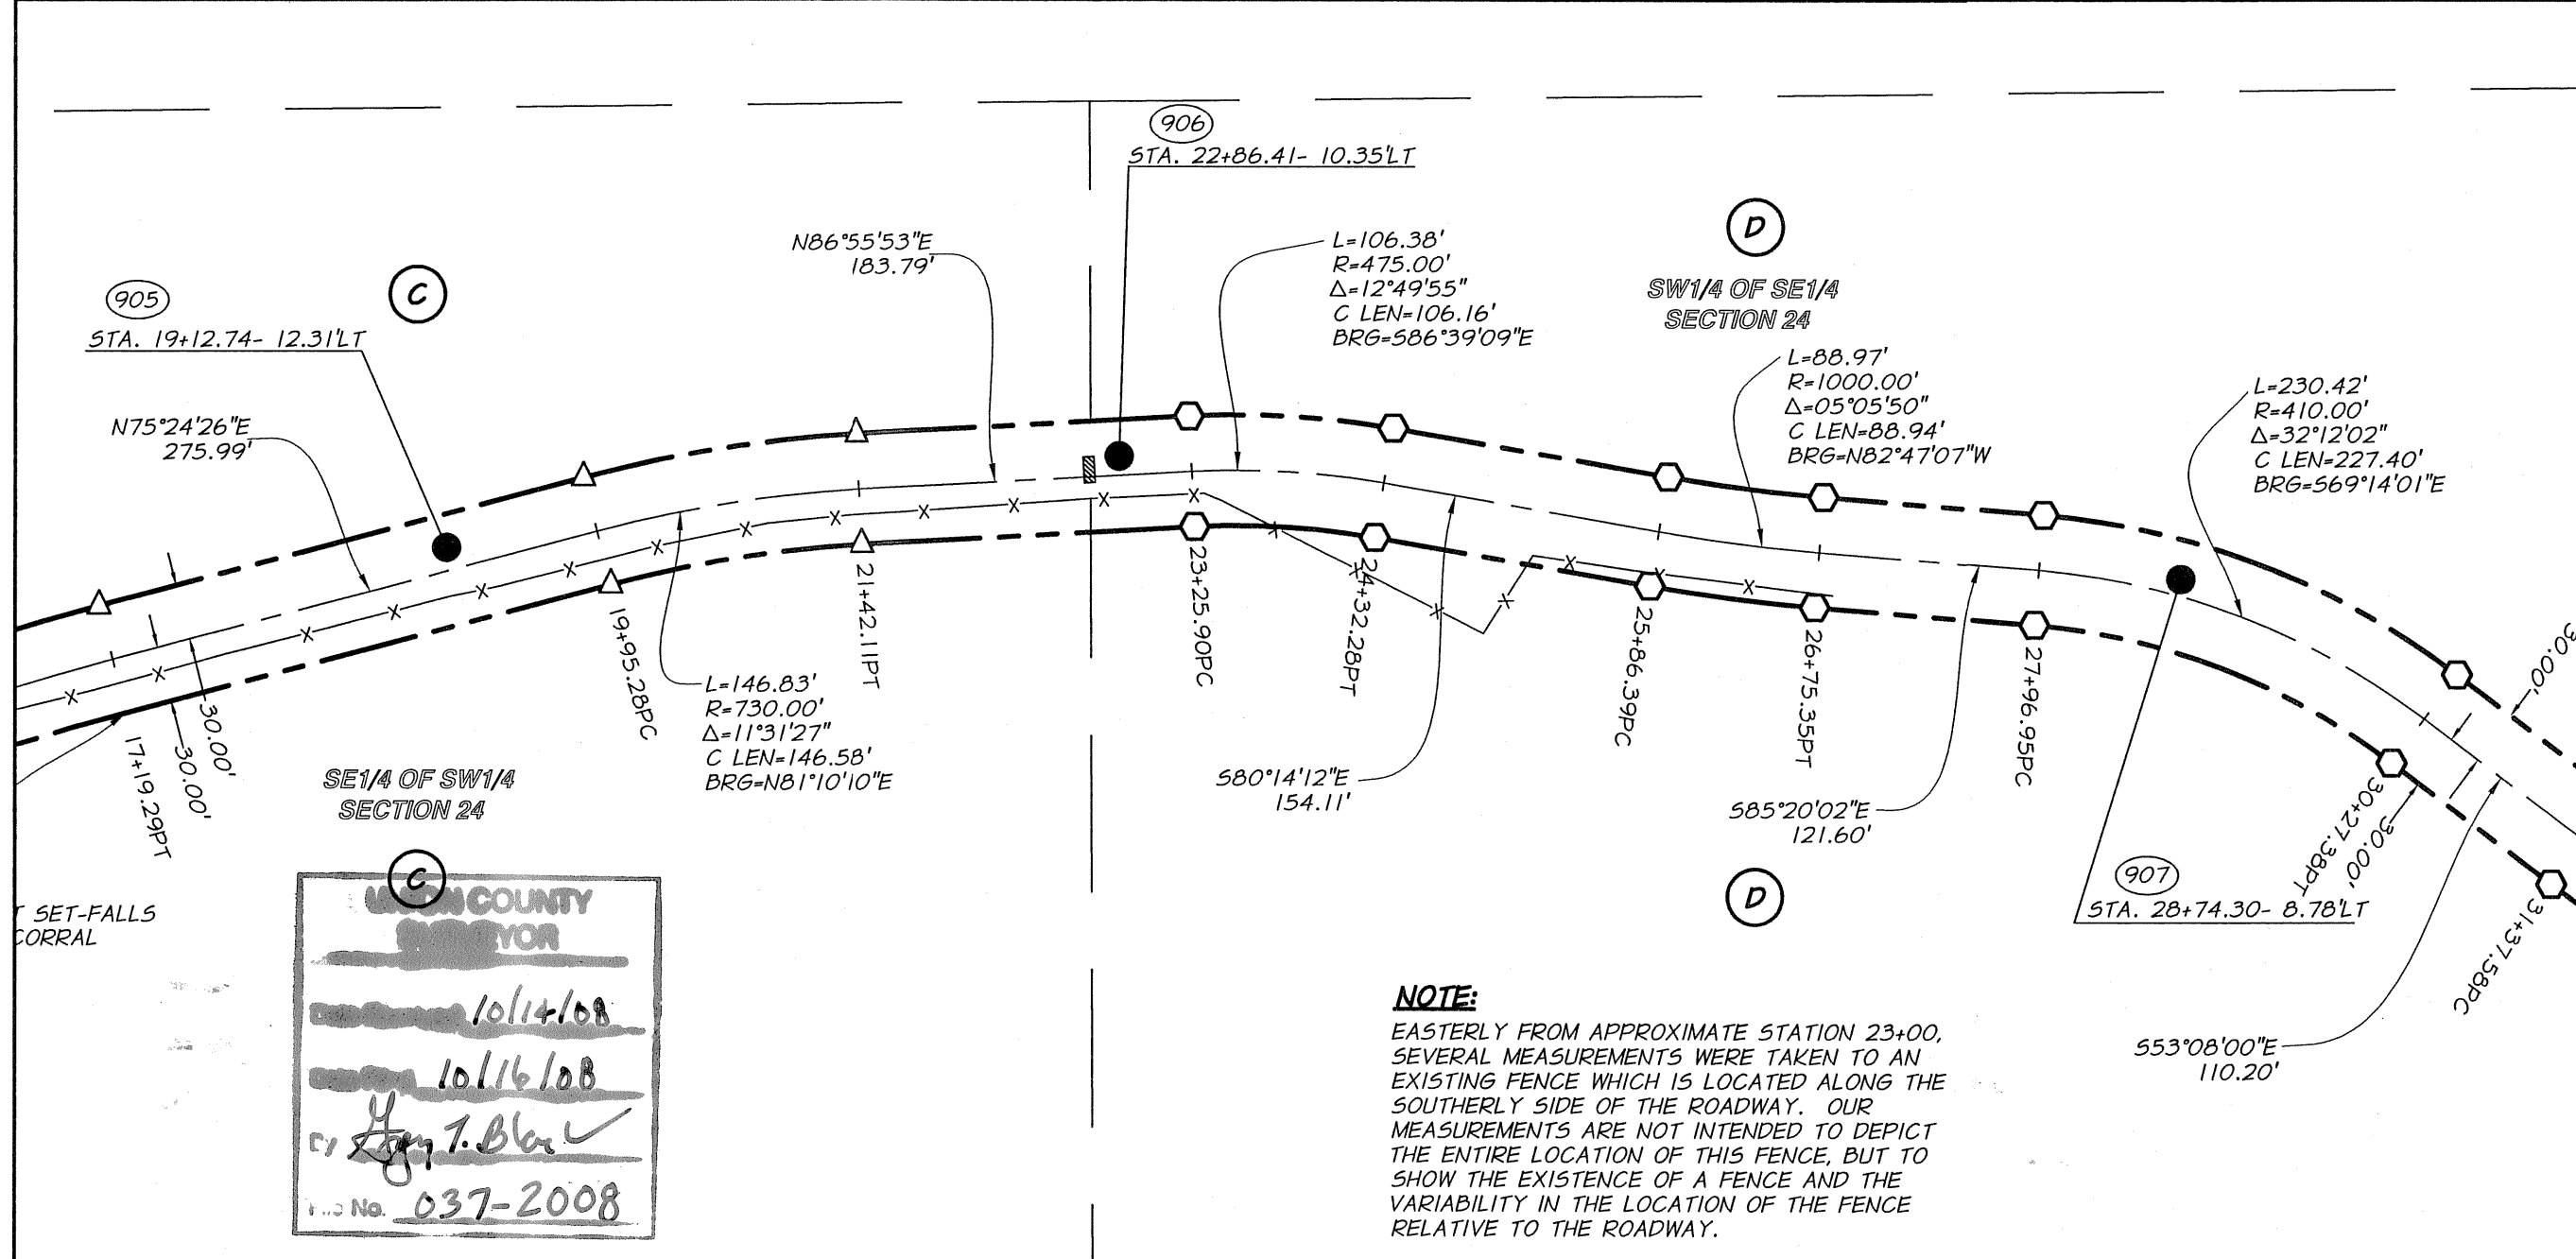 906
STA. 22+86.41- 10.35'LT
D
N86°55'53"E
183.79'
L=106.38'
R=475.00'
Δ=12°49'55"
C LEN=106.16'
BRG=S86°39'09"E
SW1/4 OF SE1/4
SECTION 24
905
C
STA. 19+12.74- 12.31'LT
L=88.97'
R=1000.00'
Δ=05°05'50"
C LEN=88.94'
BRG=N82°47'07"W
L=230.42'
R=410.00'
Δ=32°12'02"
C LEN=227.40'
BRG=S69°14'01"E
N75°24'26"E
275.99'
17+19.29PT
30.00'
30.00'
19+95.28PC
21+42.11PT
23+25.90PC
24+32.28PT
25+86.39PC
26+75.35PT
27+96.95PC
30+27.38PT
30.00'
30.00'
31+37.58PC
L=146.83'
R=730.00'
Δ=11°31'27"
C LEN=146.58'
BRG=N81°10'10"E
SE1/4 OF SW1/4
SECTION 24
S80°14'12"E
154.11'
S85°20'02"E
121.60'
907
STA. 28+74.30- 8.78'LT
S53°08'00"E
110.20'
SET-FALLS
CORRAL
C
D
COUNTY
10/14/08
10/16/08
By
No. 037-2008
NOTE:
EASTERLY FROM APPROXIMATE STATION 23+00,
SEVERAL MEASUREMENTS WERE TAKEN TO AN
EXISTING FENCE WHICH IS LOCATED ALONG THE
SOUTHERLY SIDE OF THE ROADWAY. OUR
MEASUREMENTS ARE NOT INTENDED TO DEPICT
THE ENTIRE LOCATION OF THIS FENCE, BUT TO
SHOW THE EXISTENCE OF A FENCE AND THE
VARIABILITY IN THE LOCATION OF THE FENCE
RELATIVE TO THE ROADWAY.